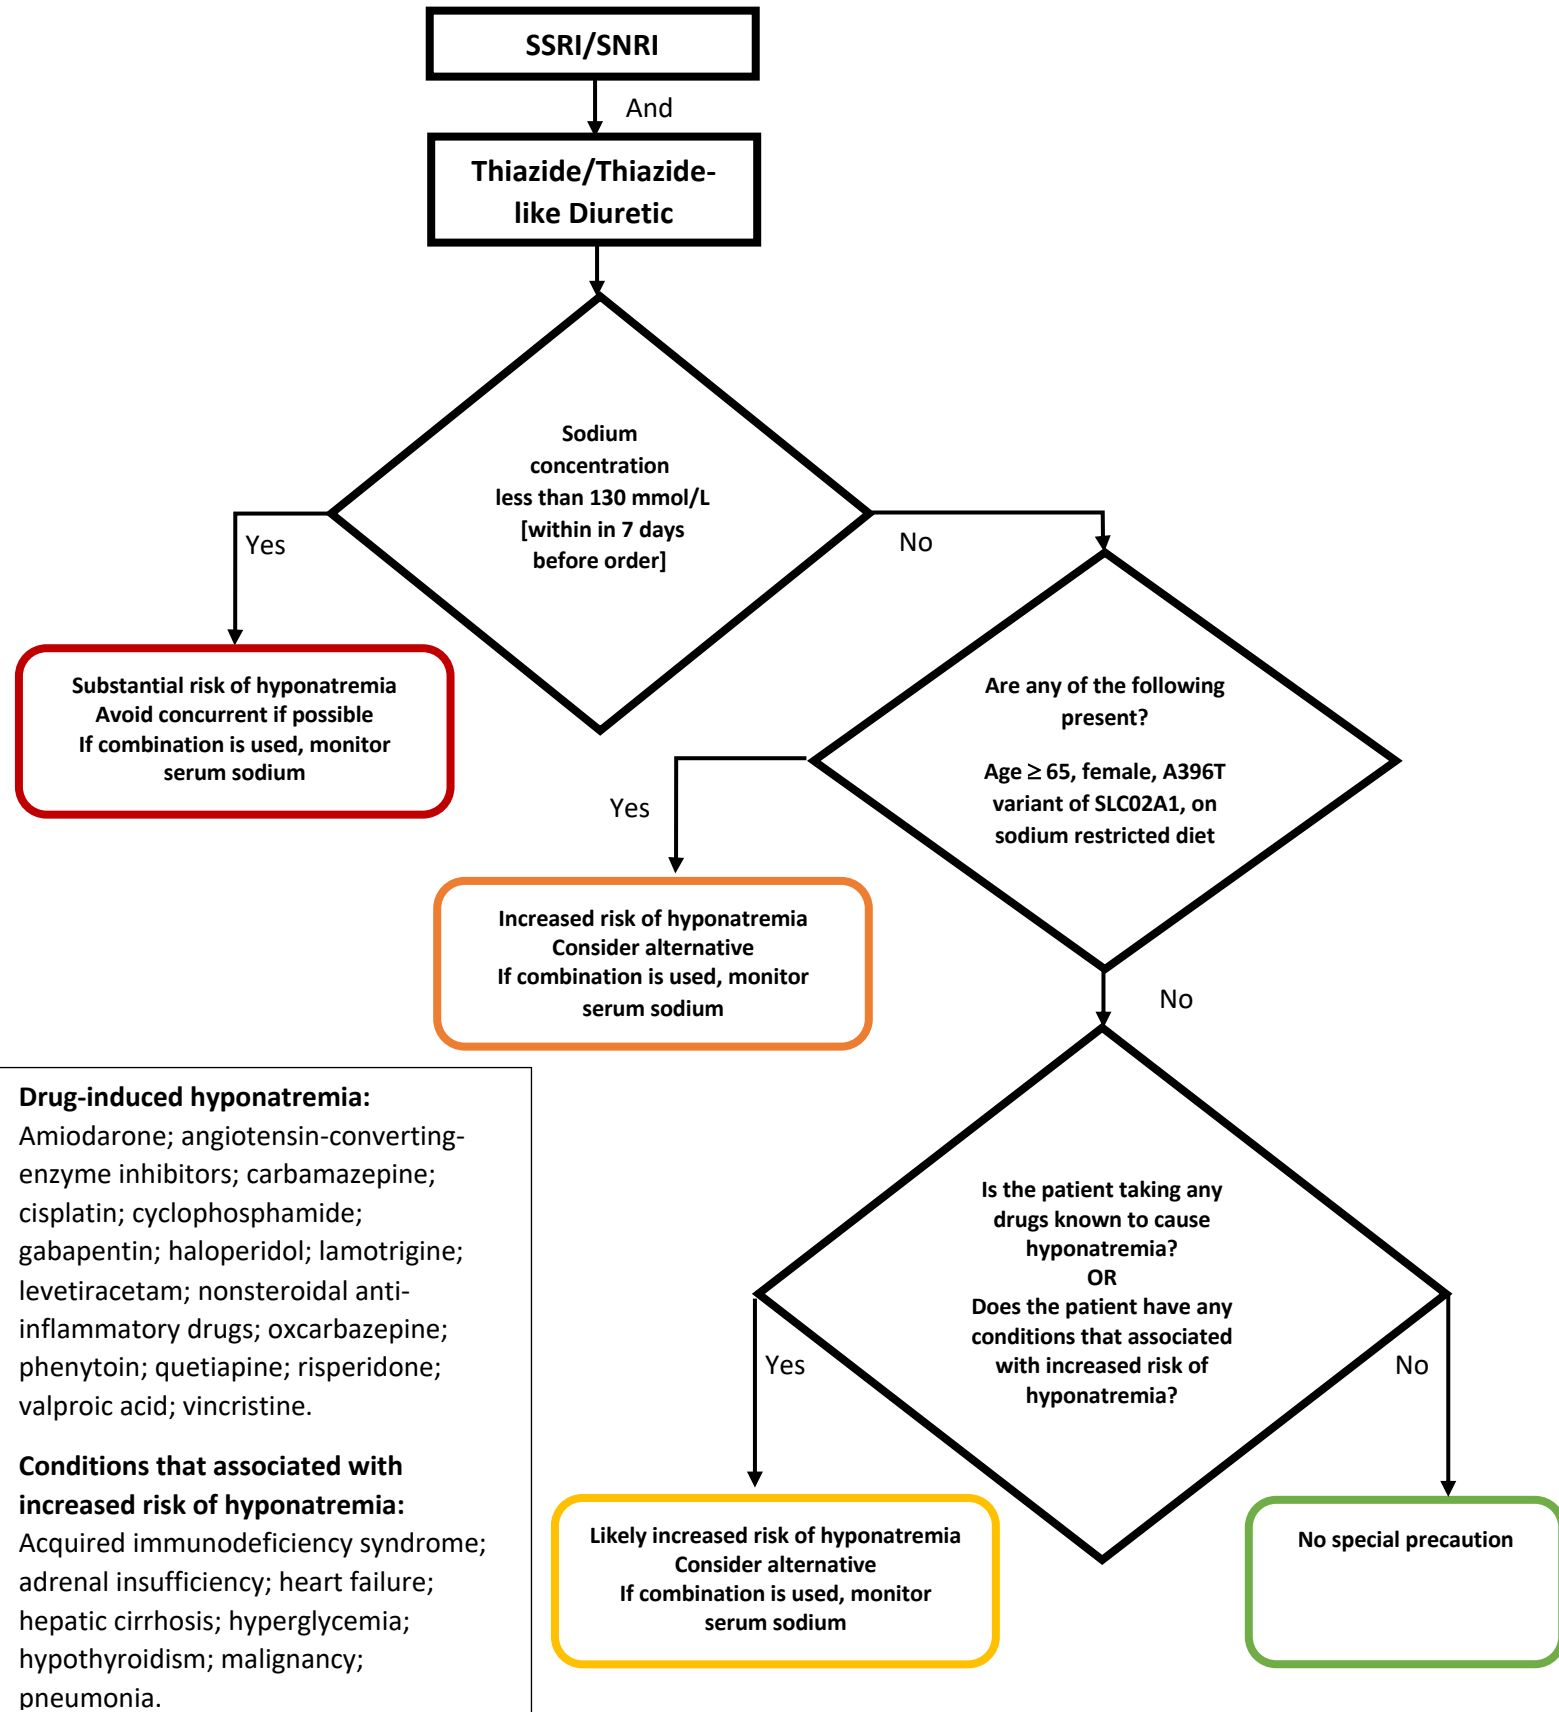 SSRI/SNRI
And
Thiazide/Thiazide-
like Diuretic
Sodium
concentration
less than 130 mmol/L
[within in 7 days
before order]
Yes
No
Substantial risk of hyponatremia
Avoid concurrent if possible
If combination is used, monitor
serum sodium
Are any of the following
present?
Age ≥ 65, female, A396T
variant of SLC02A1, on
sodium restricted diet
Yes
Increased risk of hyponatremia
Consider alternative
If combination is used, monitor
serum sodium
No
Is the patient taking any
drugs known to cause
hyponatremia?
OR
Does the patient have any
conditions that associated
with increased risk of
hyponatremia?
Yes
No
Likely increased risk of hyponatremia
Consider alternative
If combination is used, monitor
serum sodium
No special precaution
Drug-induced hyponatremia:
Amiodarone; angiotensin-converting-
enzyme inhibitors; carbamazepine;
cisplatin; cyclophosphamide;
gabapentin; haloperidol; lamotrigine;
levetiracetam; nonsteroidal anti-
inflammatory drugs; oxcarbazepine;
phenytoin; quetiapine; risperidone;
valproic acid; vincristine.
Conditions that associated with
increased risk of hyponatremia:
Acquired immunodeficiency syndrome;
adrenal insufficiency; heart failure;
hepatic cirrhosis; hyperglycemia;
hypothyroidism; malignancy;
pneumonia.